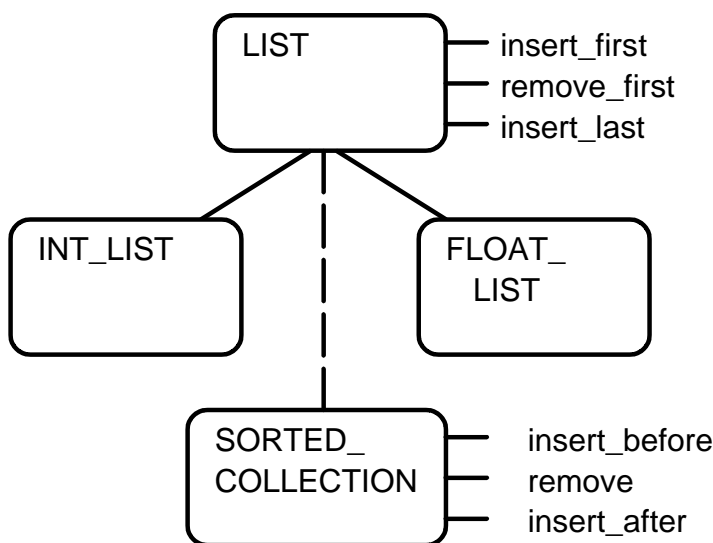 LIST
insert_first
remove_first
insert_last
INT_LIST
FLOAT_
LIST
SORTED_
COLLECTION
insert_before
remove
insert_after